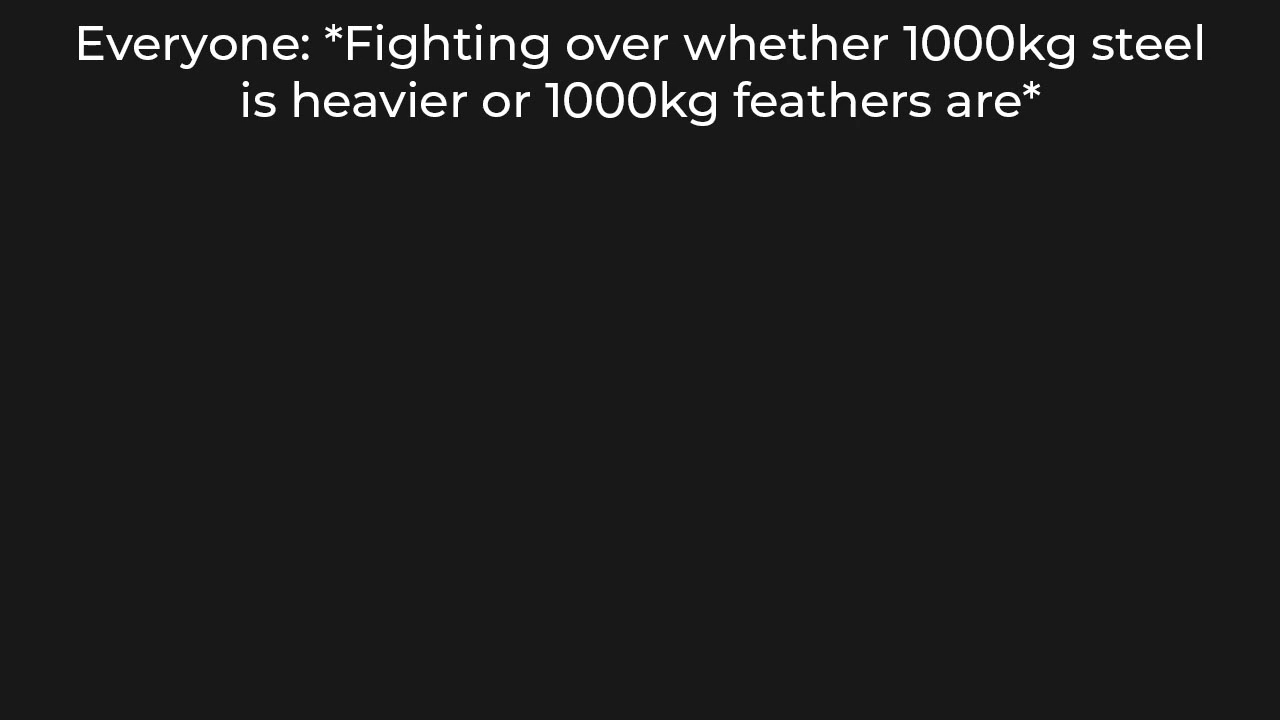 Everyone: *Fighting over whether 1000kg steel
is heavier or 1000kg feathers are*